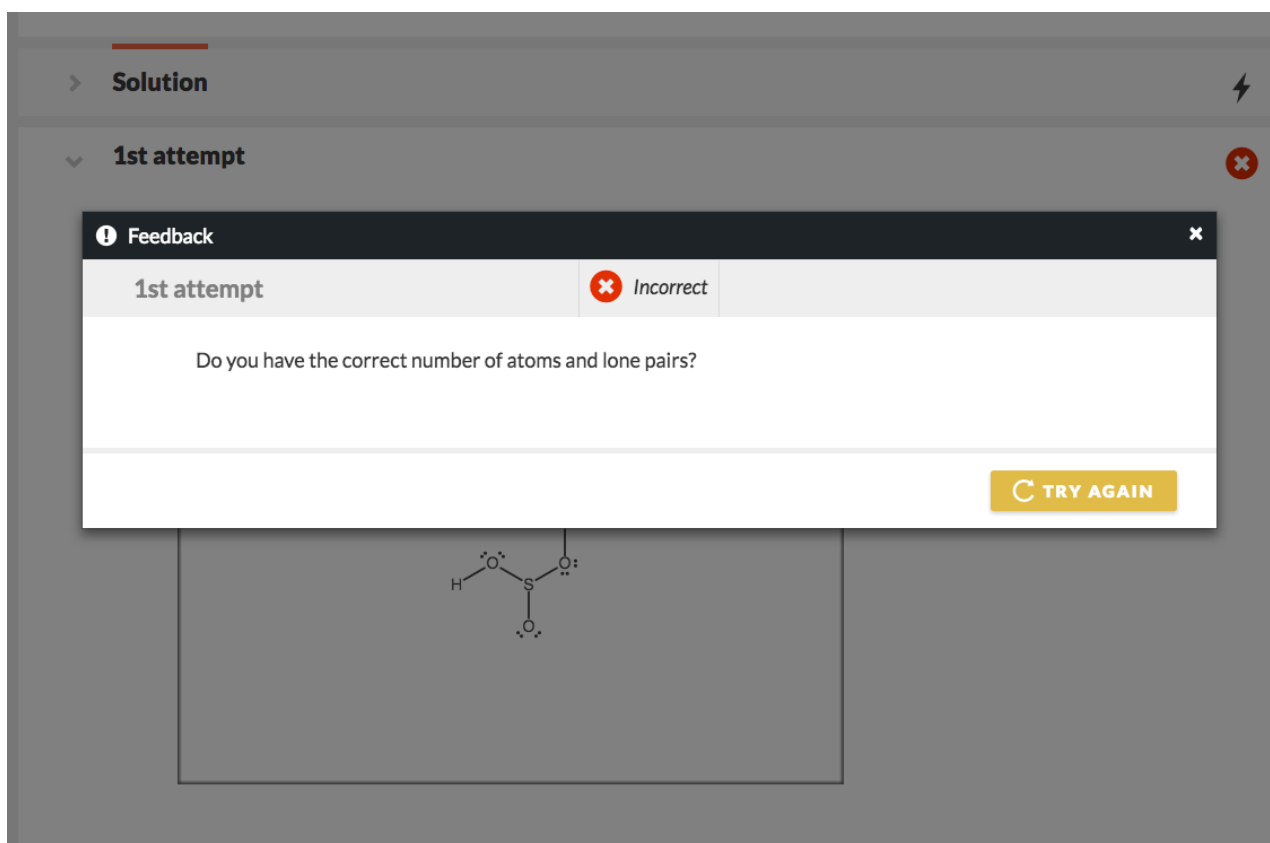 Solution
1st attempt
Feedback
1st attempt
Incorrect
Do you have the correct number of atoms and lone pairs?
TRY AGAIN
O
O
H
S
O